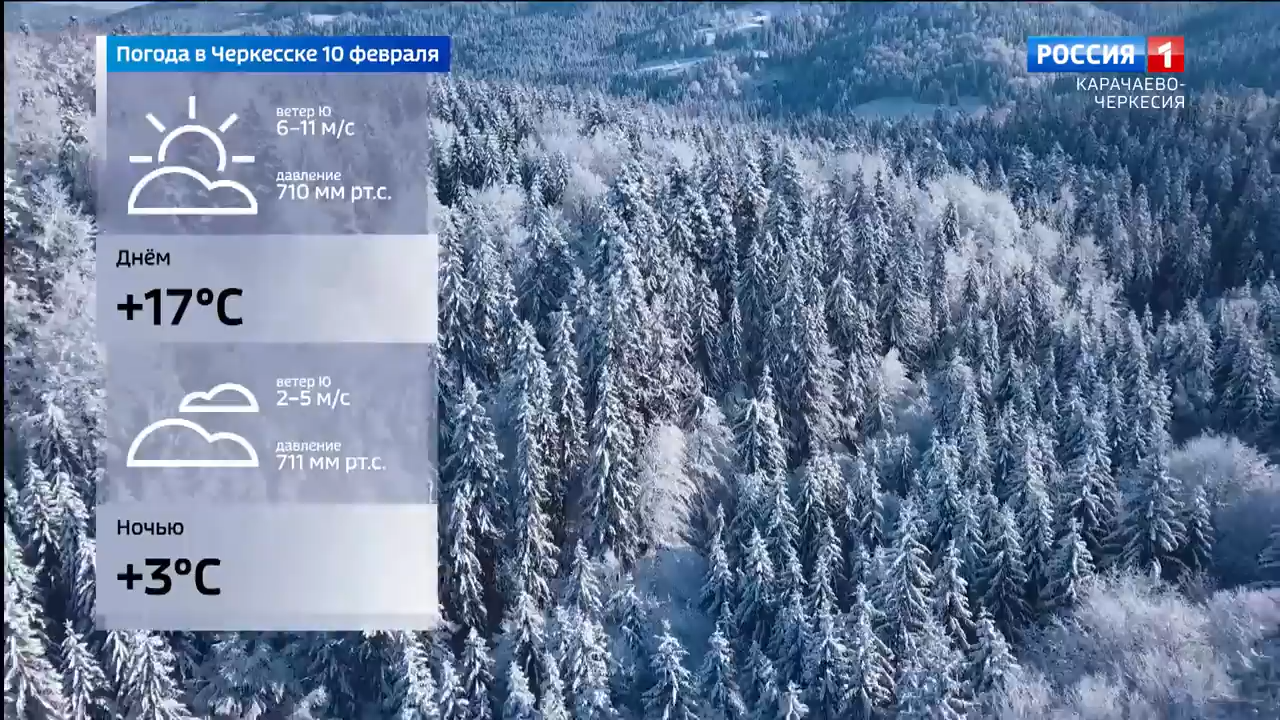 Погода в Черкесске 10 февраля
РОССИЯ 1
КАРАЧАЕВО-
ЧЕРКЕСИЯ
ветер Ю
6–11 м/с
давление
710 мм рт.с.
Днём
+17°C
ветер Ю
2–5 м/с
давление
711 мм рт.с.
Ночью
+3°C